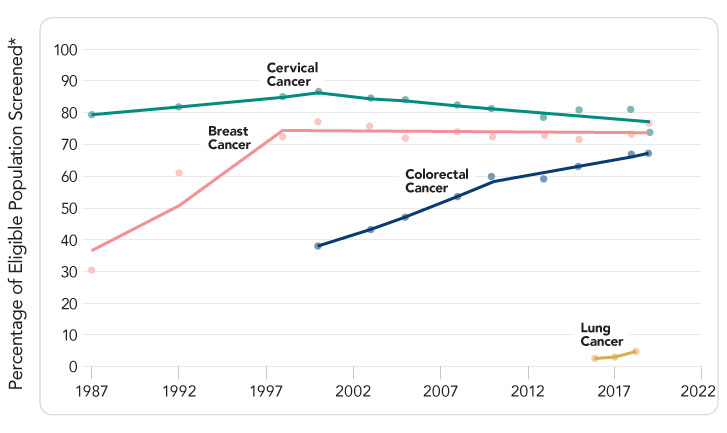 Percentage of Eligible Population Screened*
100
90
80
70
60
50
40
30
20
10
0
Cervical
Cancer
Breast
Cancer
Colorectal
Cancer
Lung
Cancer
1987 1992 1997 2002 2007 2012 2017 2022